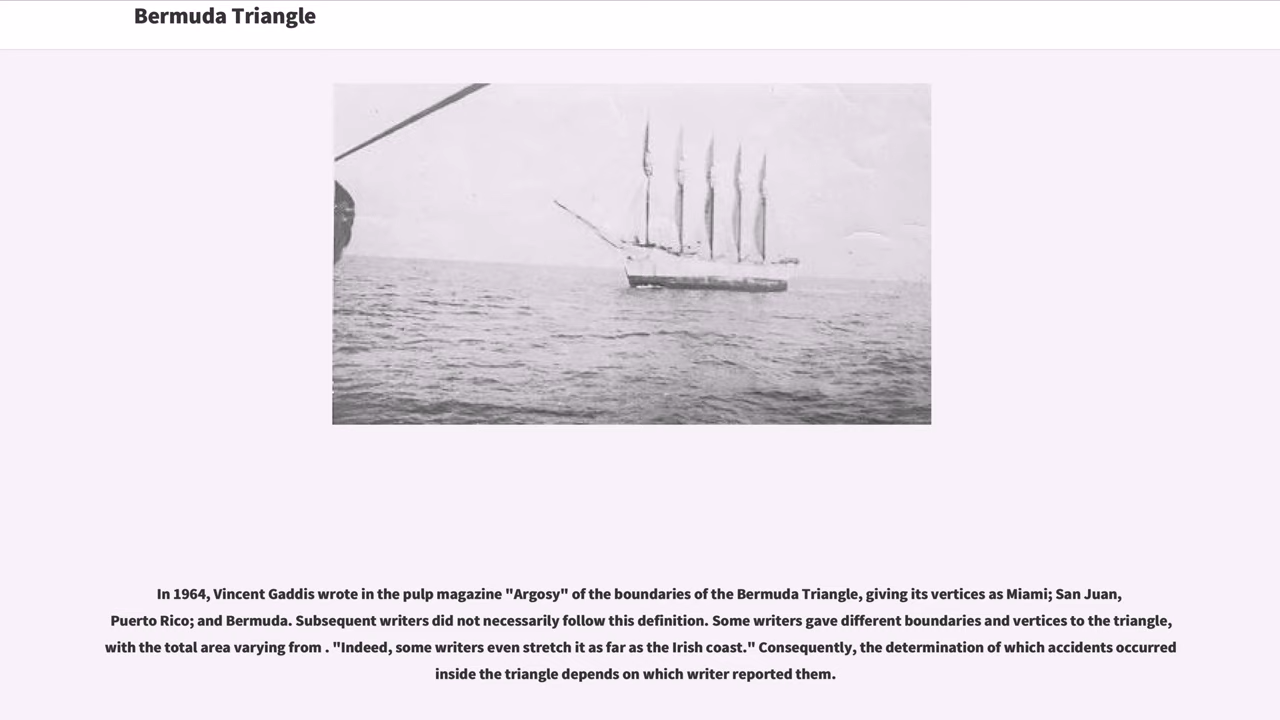 Bermuda Triangle
In 1964, Vincent Gaddis wrote in the pulp magazine "Argosy" of the boundaries of the Bermuda Triangle, giving its vertices as Miami; San Juan,
Puerto Rico; and Bermuda. Subsequent writers did not necessarily follow this definition. Some writers gave different boundaries and vertices to the triangle,
with the total area varying from . "Indeed, some writers even stretch it as far as the Irish coast." Consequently, the determination of which accidents occurred
inside the triangle depends on which writer reported them.